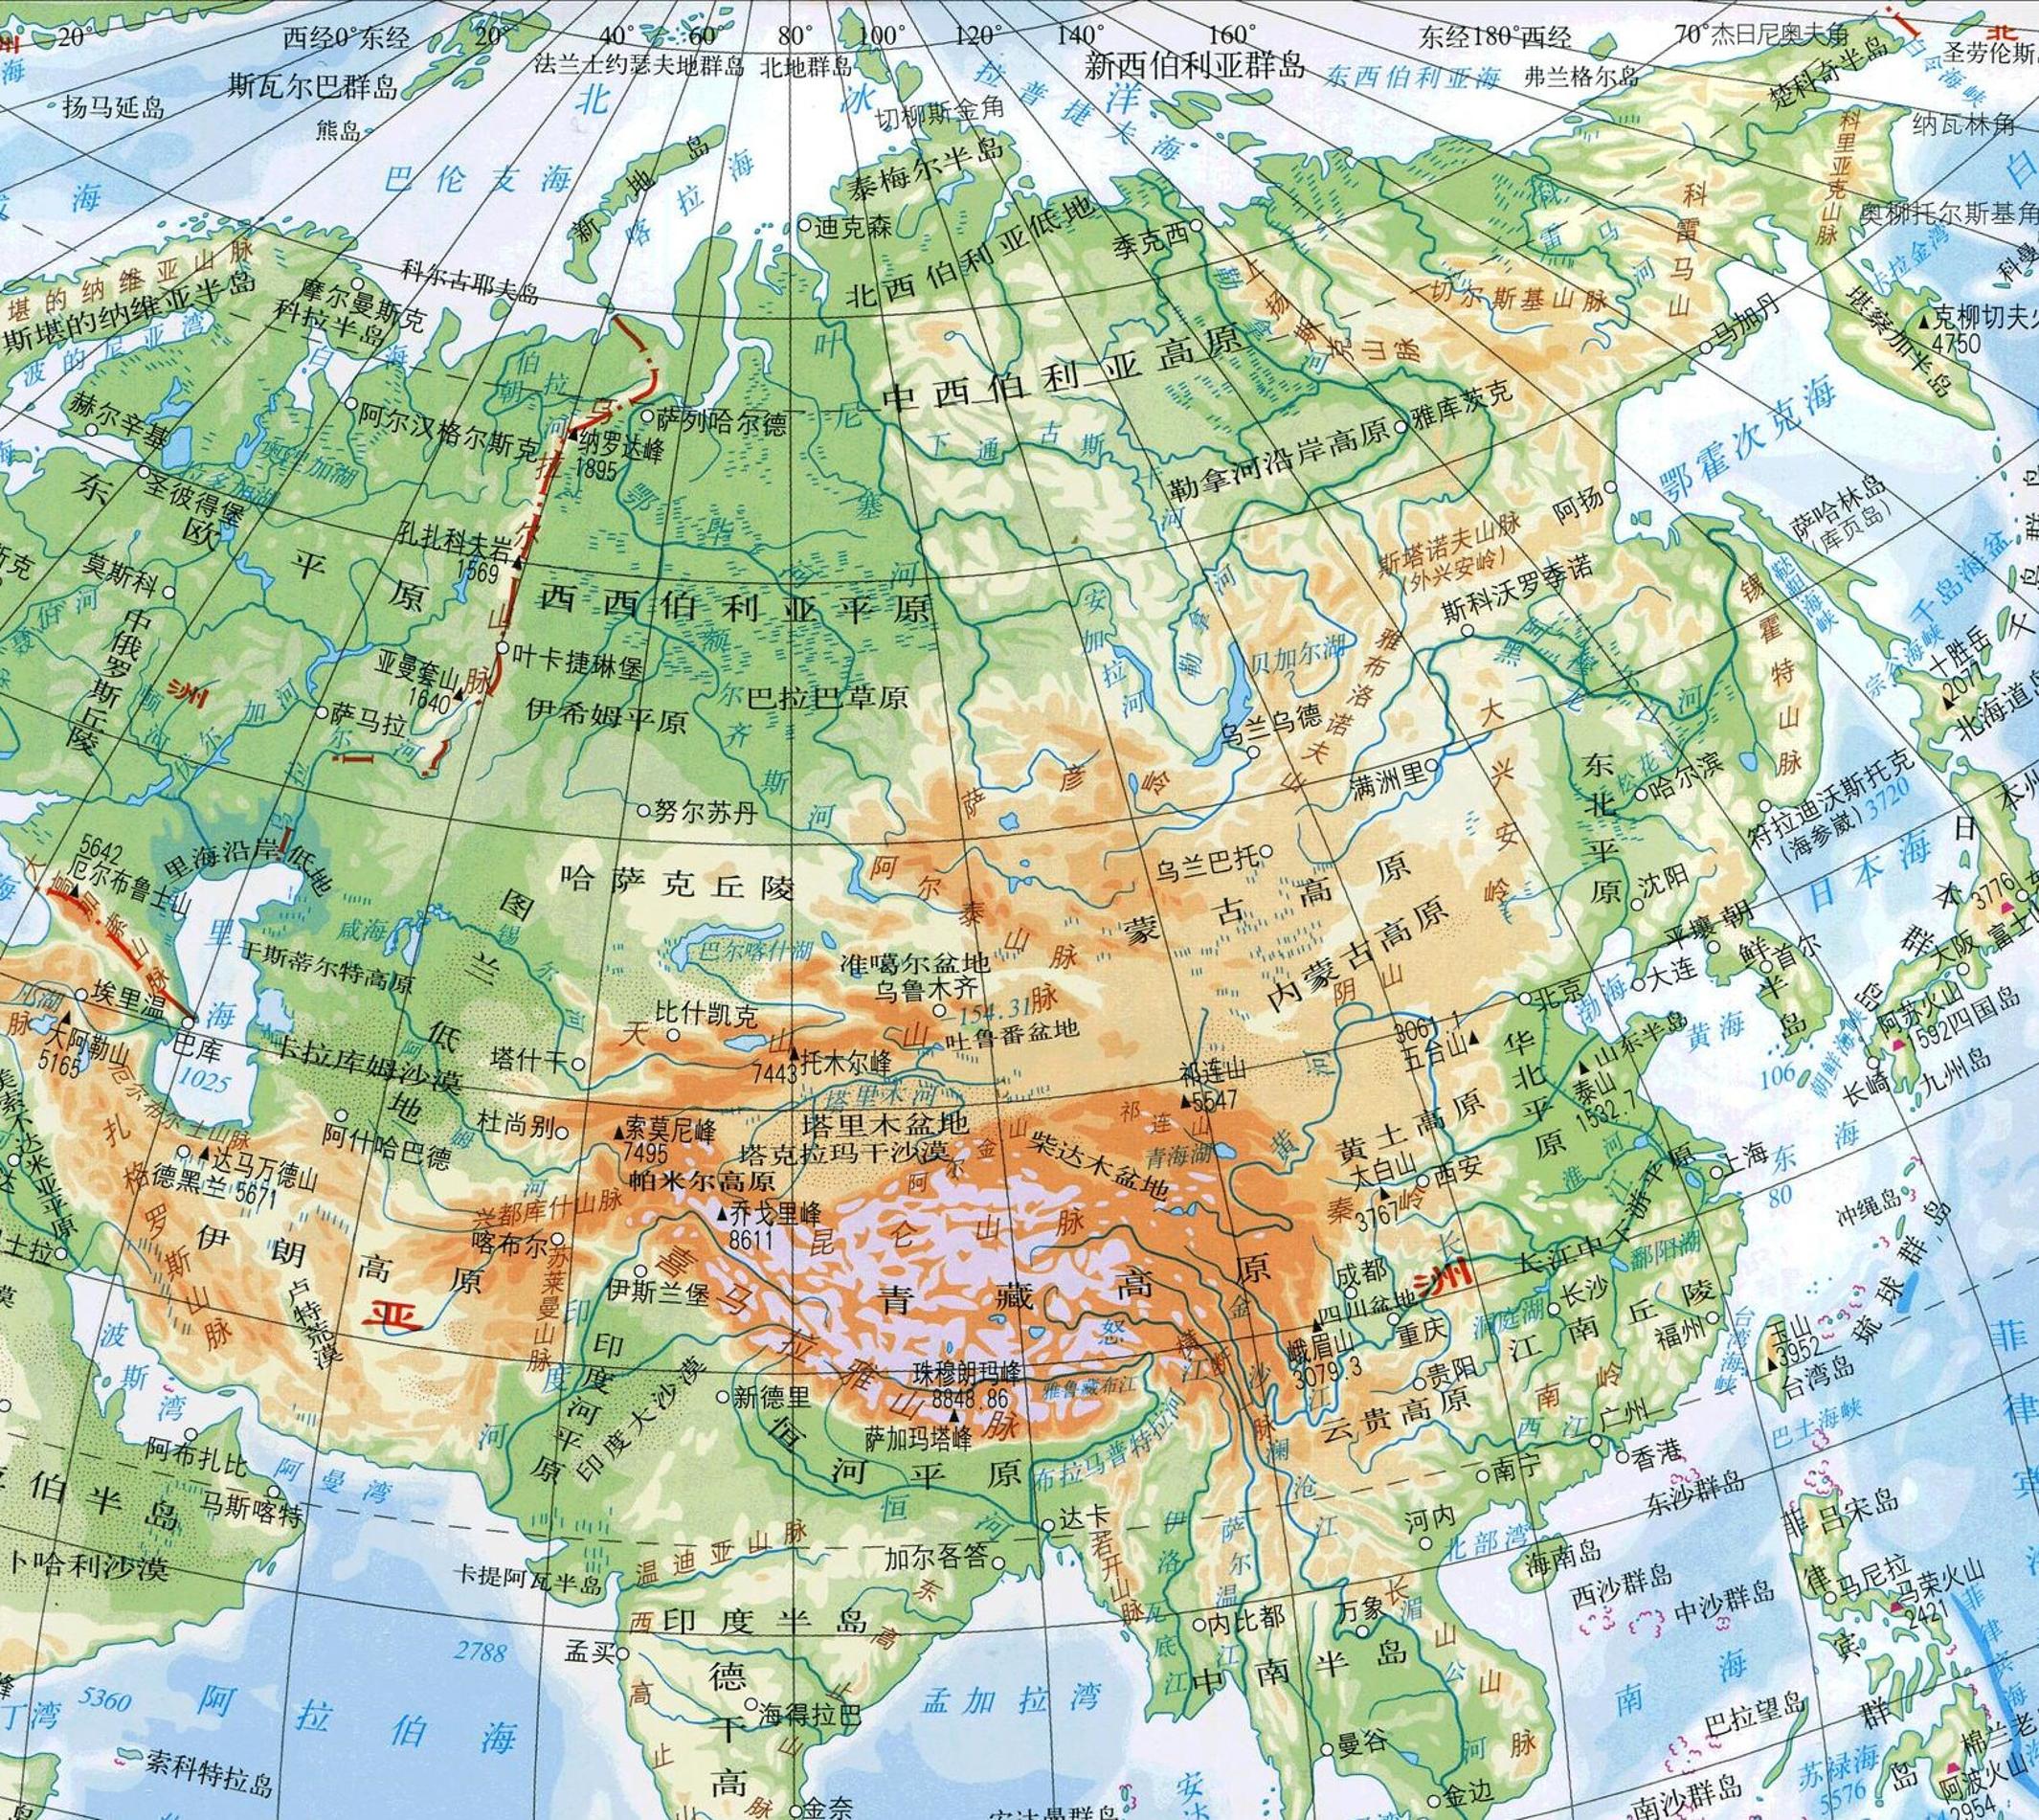 20°
西经0°东经
20°
40°
60°
80°
100°
120°
140°
160°
东经180°西经
70°
杰日尼奥夫角
北
圣劳伦斯
扬马延岛
斯瓦尔巴群岛
熊岛
法兰士约瑟夫地群岛
北地群岛
北冰洋
切柳斯金角
拉普捷夫海
新西伯利亚群岛
东西伯利亚海
弗兰格尔岛
楚科奇半岛
白令海峡
纳瓦林角
科里亚克山脉
奥柳托尔斯基角
巴伦支海
新地岛
喀拉海
泰梅尔半岛
迪克森
北西伯利亚低地
季克西
科雷马山
科雷马河
切尔斯基山脉
上扬斯克山脉
勒拿河
卡拉金湾
堪察加半岛
克柳切夫火
4750
马加丹
斯堪的纳维亚半岛
堪的纳维亚山脉
波的尼亚湾
摩尔曼斯克
科拉半岛
科尔古耶夫岛
白海
伯朝拉河
阿尔汉格尔斯克
萨列哈尔德
纳罗达峰
1895
赫尔辛基
圣彼得堡
中西伯利亚高原
下通古斯河
叶尼塞河
勒拿河沿岸高原
雅库茨克
鄂霍次克海
阿扬
萨哈林岛
(库页岛)
千岛海盆
斯塔诺夫山脉
(外兴安岭)
斯科沃罗季诺
鞑靼海峡
宗谷海峡
十胜岳
2077
北海道岛
东欧平原
莫斯科
中俄罗斯丘陵
孔扎科夫岩
1569
乌拉尔山脉
西西伯利亚平原
鄂毕河
额尔齐斯河
叶卡捷琳堡
亚曼套山
1640
萨马拉
伊希姆平原
巴拉巴草原
安加拉河
贝加尔湖
雅布洛诺夫山
乌兰乌德
锡霍特山脉
黑龙江
阿穆尔河
大兴安岭
满洲里
松花江
哈尔滨
东北平原
符拉迪沃斯托克
(海参崴)
3720
日本海
努尔苏丹
萨彦岭
洲
里海沿岸低地
5642
厄尔布鲁士山
大高加索山脉
哈萨克丘陵
阿尔泰山脉
乌兰巴托
蒙古高原
内蒙古高原
阴山
沈阳
平壤
朝鲜半岛
首尔
大连
日本群岛
3776
富士
大阪
四国岛
阿苏火山
1592
九州岛
长崎
朝鲜海峡
里海
1025
咸海
于斯蒂尔特高原
图兰低地
锡尔河
阿姆河
巴尔喀什湖
准噶尔盆地
乌鲁木齐
154.31
吐鲁番盆地
埃里温
大阿勒山
5165
巴库
厄尔布尔士山脉
卡拉库姆沙漠
塔什干
比什凯克
天山山脉
托木尔峰
7443
塔里木河
塔里木盆地
塔克拉玛干沙漠
祁连山
5547
祁连山
3061.1
五台山
北京
渤海
黄海
106
山东半岛
泰山
1532.7
华北平原
黄土高原
黄河
阿什哈巴德
杜尚别
索莫尼峰
7495
帕米尔高原
阿尔金山
柴达木盆地
青海湖
太白山
3767
秦岭
西安
淮河
上海
东海
80
美索不达米亚平原
德黑兰
达马万德山
5671
扎格罗斯山脉
伊朗高原
卢特荒漠
亚
兴都库什山脉
喀布尔
苏莱曼山脉
乔戈里峰
8611
昆仑山脉
青藏高原
伊斯兰堡
喜马拉雅山脉
成都
四川盆地
洲
重庆
长江
长江中下游平原
鄱阳湖
洞庭湖
长沙
冲绳岛
琉球群岛
波斯湾
印度河
印度河平原
印度大沙漠
新德里
珠穆朗玛峰
8848.86
萨加玛塔峰
雅鲁藏布江
怒江
横断山脉
金沙江
峨眉山
3079.3
贵阳
云贵高原
江南丘陵
南岭
福州
台湾海峡
玉山
3952
台湾岛
巴士海峡
阿布扎比
马斯喀特
阿曼湾
恒河平原
恒河
布拉马普特拉河
达卡
澜沧江
西江
广州
香港
南宁
东沙群岛
伯半岛
卜哈利沙漠
卡提阿瓦半岛
温迪亚山脉
加尔各答
若开山脉
伊洛瓦底江
萨尔温江
河内
北部湾
海南岛
西沙群岛
中沙群岛
吕宋岛
菲律宾群岛
马尼拉
马荣火山
2421
印度半岛
德干高
西高止山脉
东高止山
孟买
海得拉巴
金奈
2788
5360
阿拉伯海
孟加拉湾
索科特拉岛
丁湾
内比都
万象
长山山脉
湄公河
中南半岛
曼谷
金边
南海
巴拉望岛
南沙群岛
苏禄海
5576
棉兰老
阿波火山
2954
安达曼群岛